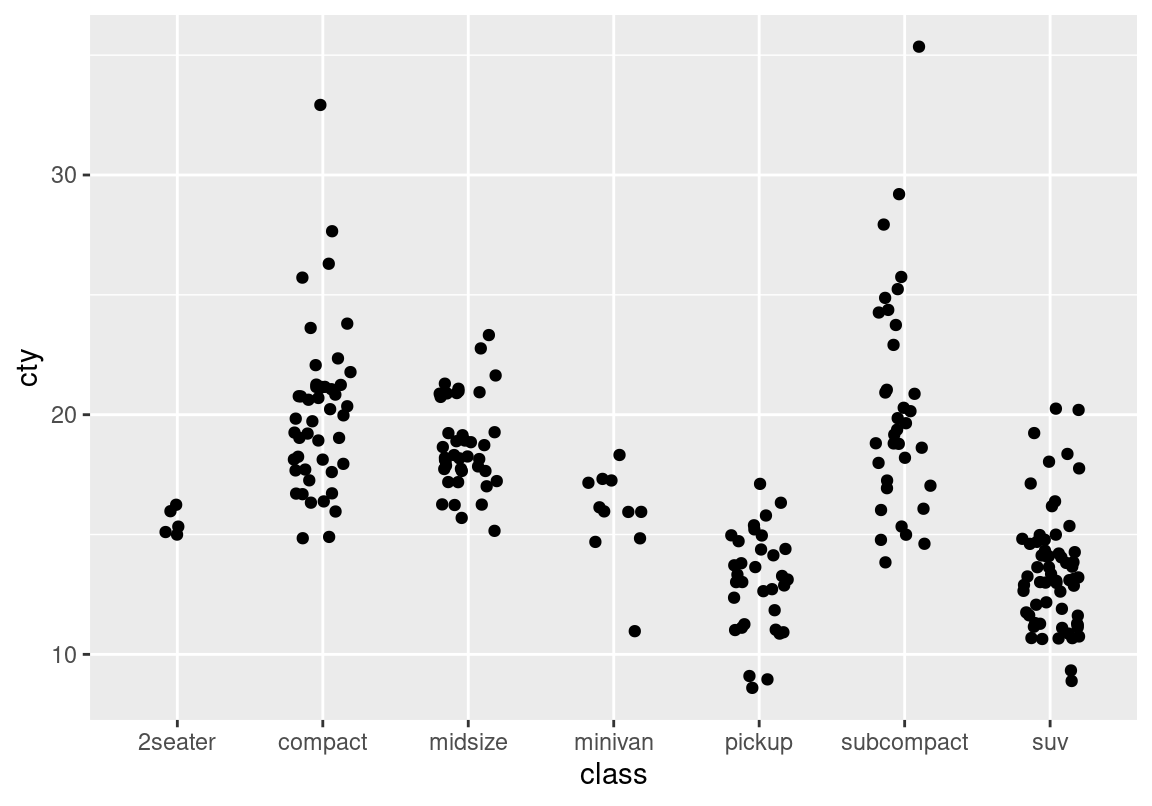 cty
30
20
10
2seater compact midsize minivan pickup subcompact suv
class